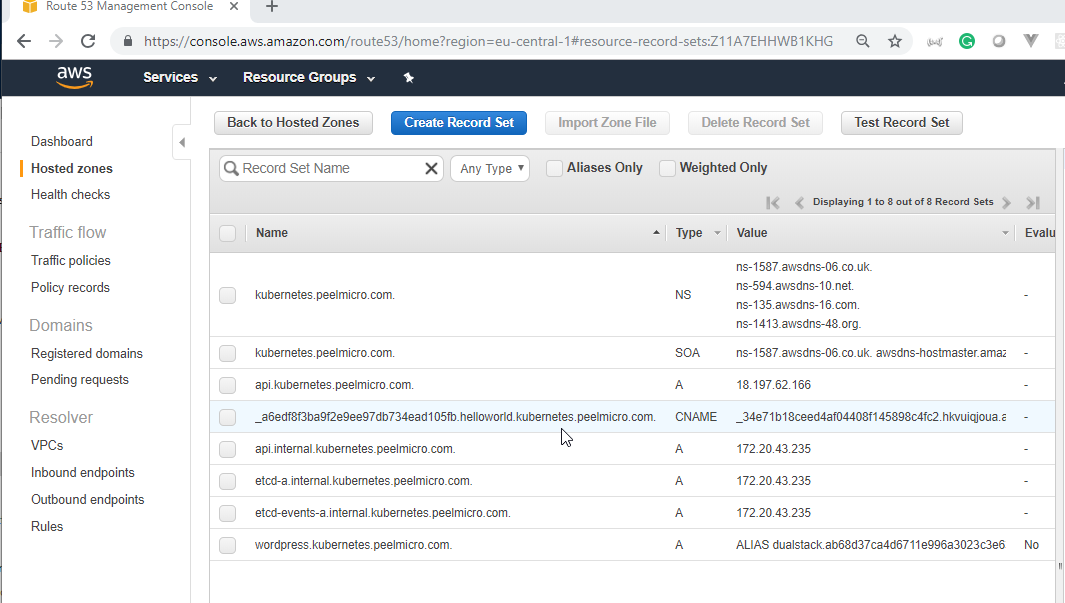 Route 53 Management Console
https://console.aws.amazon.com/route53/home?region=eu-central-1#resource-record-sets:Z11A7EHHWB1KHG
aws
Services
Resource Groups
Dashboard
Hosted zones
Health checks
Traffic flow
Traffic policies
Policy records
Domains
Registered domains
Pending requests
Resolver
VPCs
Inbound endpoints
Outbound endpoints
Rules
Back to Hosted Zones Create Record Set Import Zone File Delete Record Set Test Record Set
Record Set Name Any Type Aliases Only Weighted Only
Displaying 1 to 8 out of 8 Record Sets
Name Type Value Evalu
kubernetes.peelmicro.com. NS ns-1587.awsdns-06.co.uk. -
ns-594.awsdns-10.net.
ns-135.awsdns-16.com.
ns-1413.awsdns-48.org.
kubernetes.peelmicro.com. SOA ns-1587.awsdns-06.co.uk. awsdns-hostmaster.amaz -
api.kubernetes.peelmicro.com. A 18.197.62.166 -
_a6edf8f3ba9f2e9ee97db734ead105fb.helloworld.kubernetes.peelmicro.com. CNAME _34e71b18ceed4af04408f145898c4fc2.hkvuiqjoua.a -
api.internal.kubernetes.peelmicro.com. A 172.20.43.235 -
etcd-a.internal.kubernetes.peelmicro.com. A 172.20.43.235 -
etcd-events-a.internal.kubernetes.peelmicro.com. A 172.20.43.235 -
wordpress.kubernetes.peelmicro.com. A ALIAS dualstack.ab68d37ca4d6711e996a3023c3e6 No